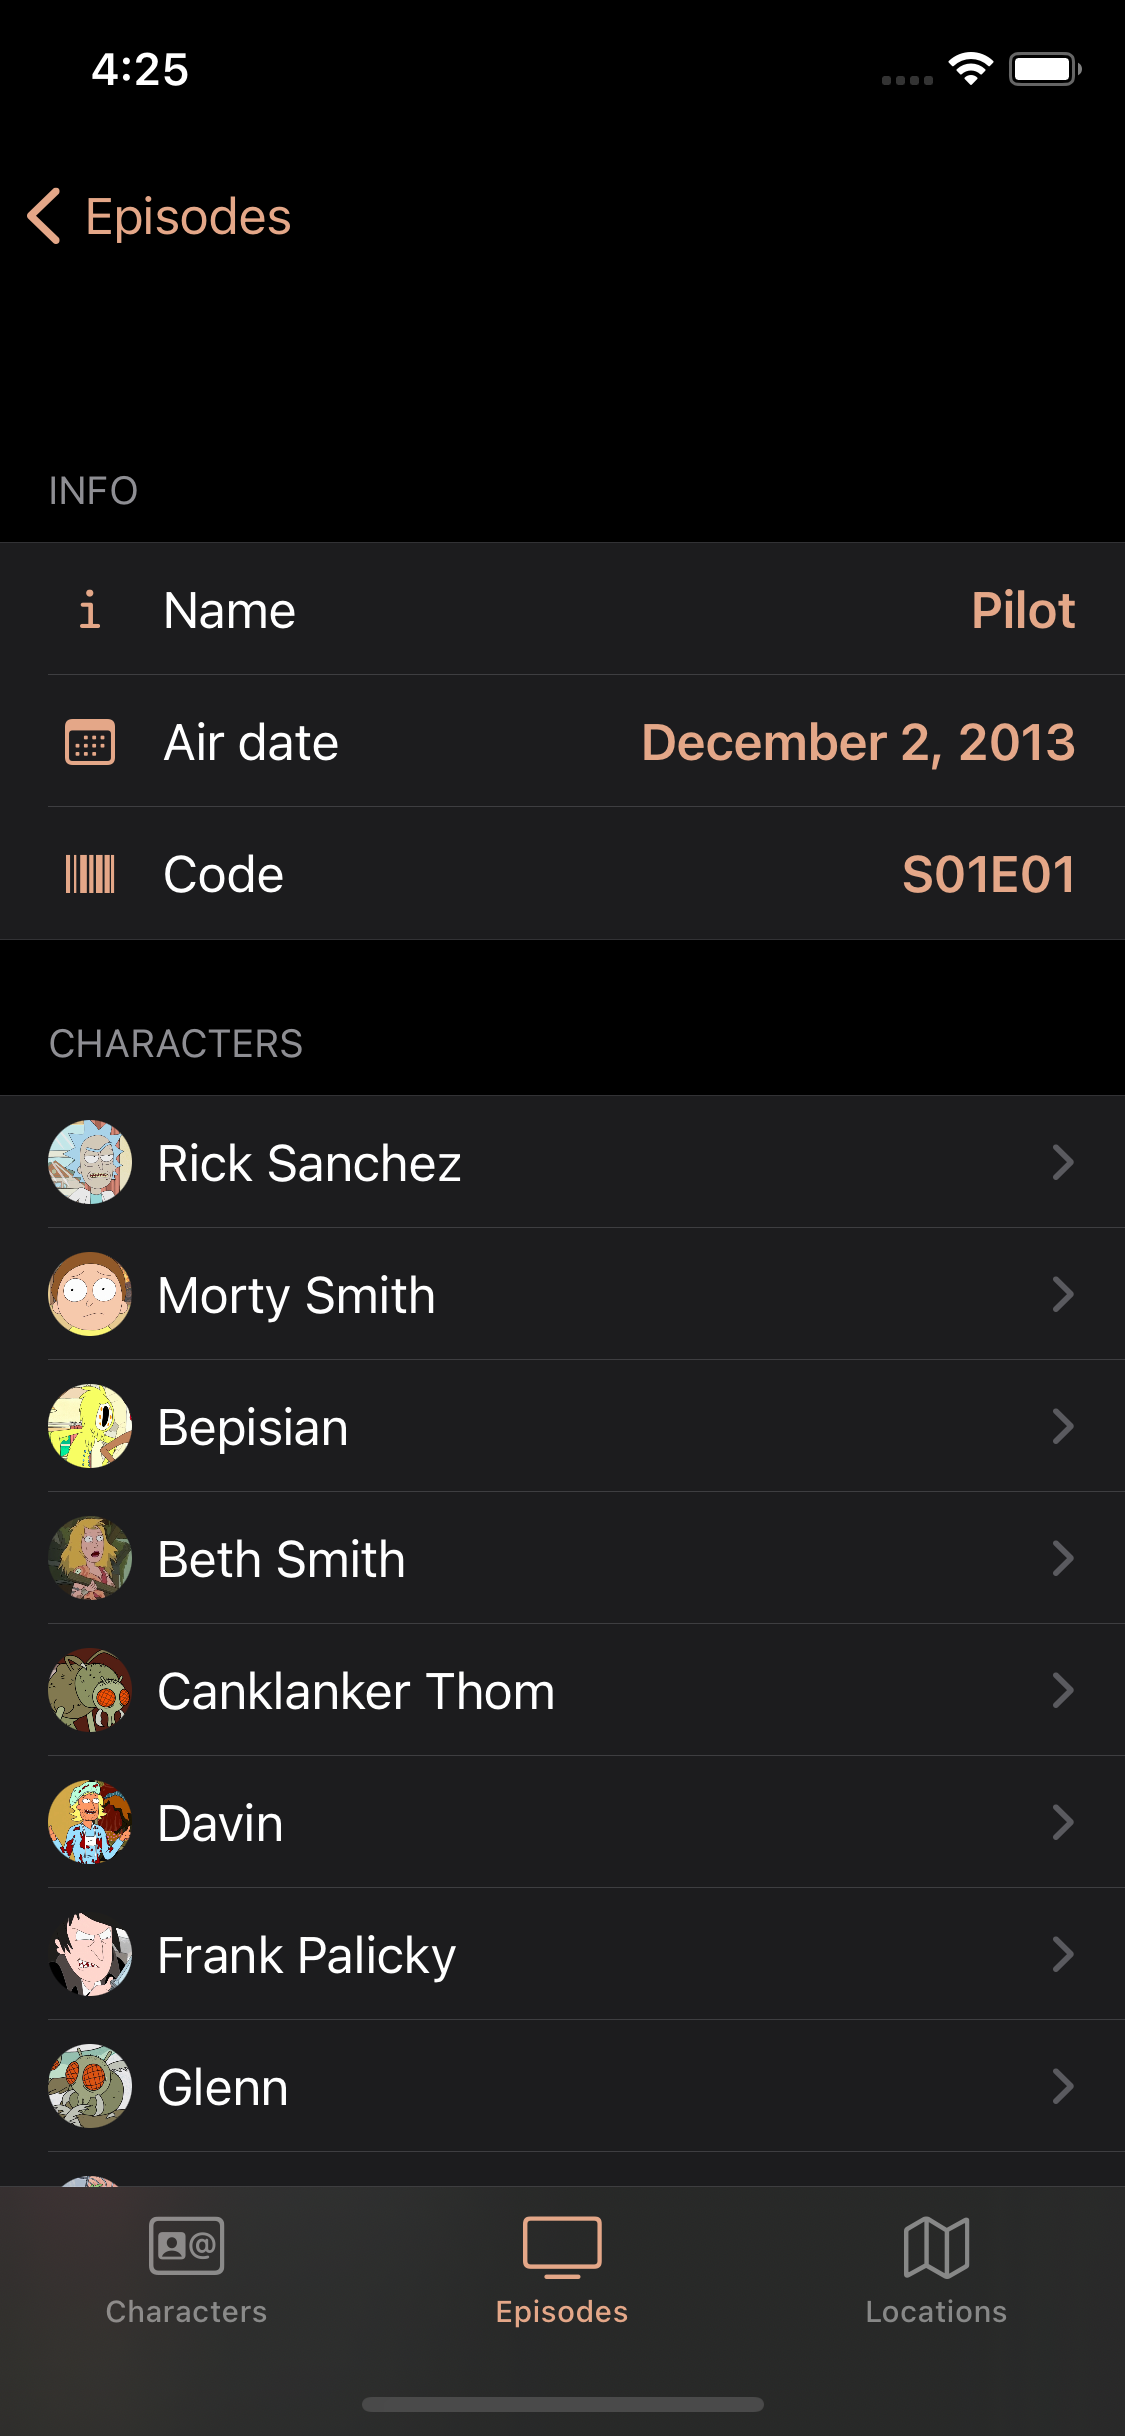 4:25
Episodes
INFO
Name Pilot
Air date December 2, 2013
Code S01E01
CHARACTERS
Rick Sanchez
Morty Smith
Bepisian
Beth Smith
Canklanker Thom
Davin
Frank Palicky
Glenn
Characters Episodes Locations